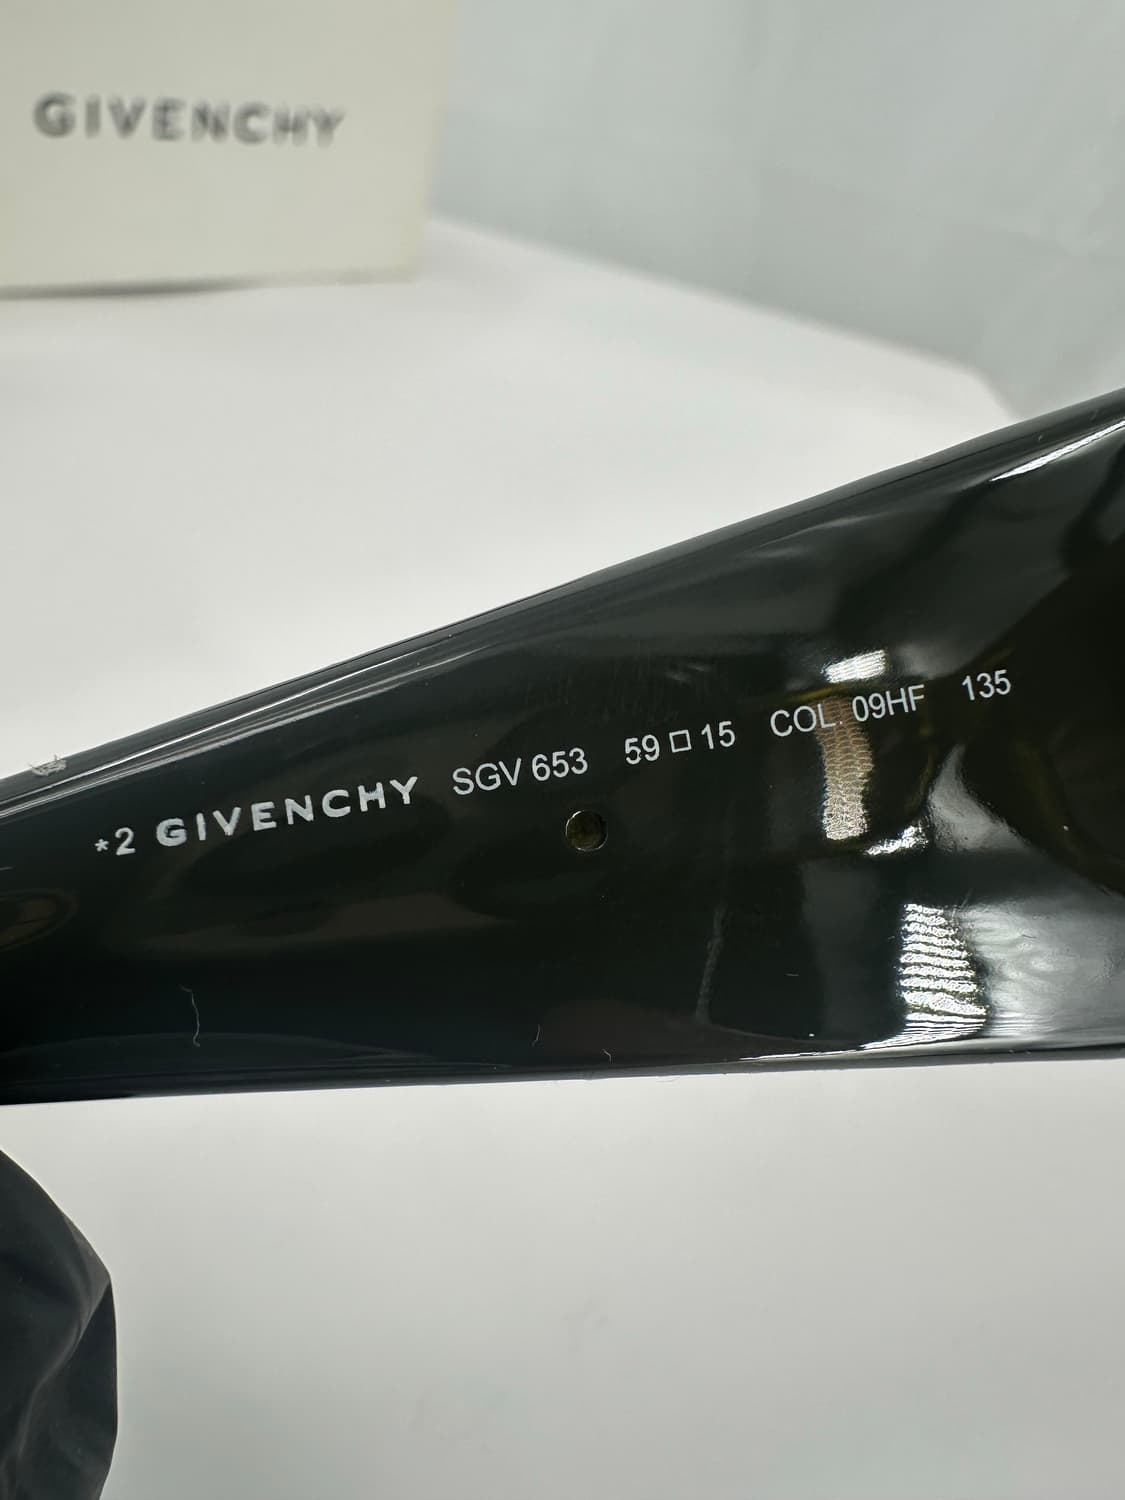 GIVENCHY
*2 GIVENCHY SGV 653 59□15 COL. 09HF 135